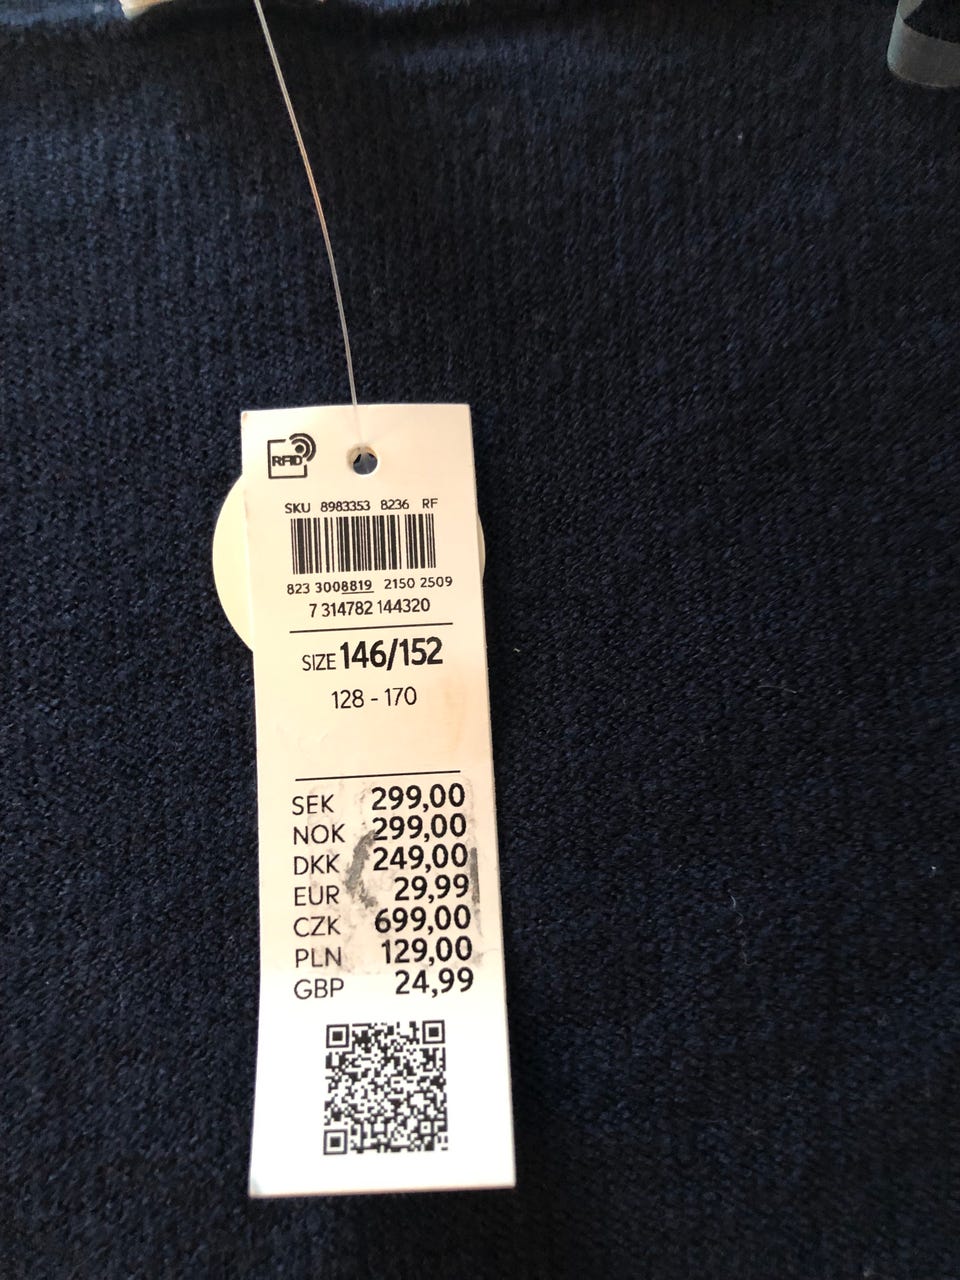 RFID
SKU 8983353 8236 RF
823 3008819 2150 2509
7 314782 144320
SIZE 146/152
128 - 170
SEK 299,00
NOK 299,00
DKK 249,00
EUR 29,99
CZK 699,00
PLN 129,00
GBP 24,99